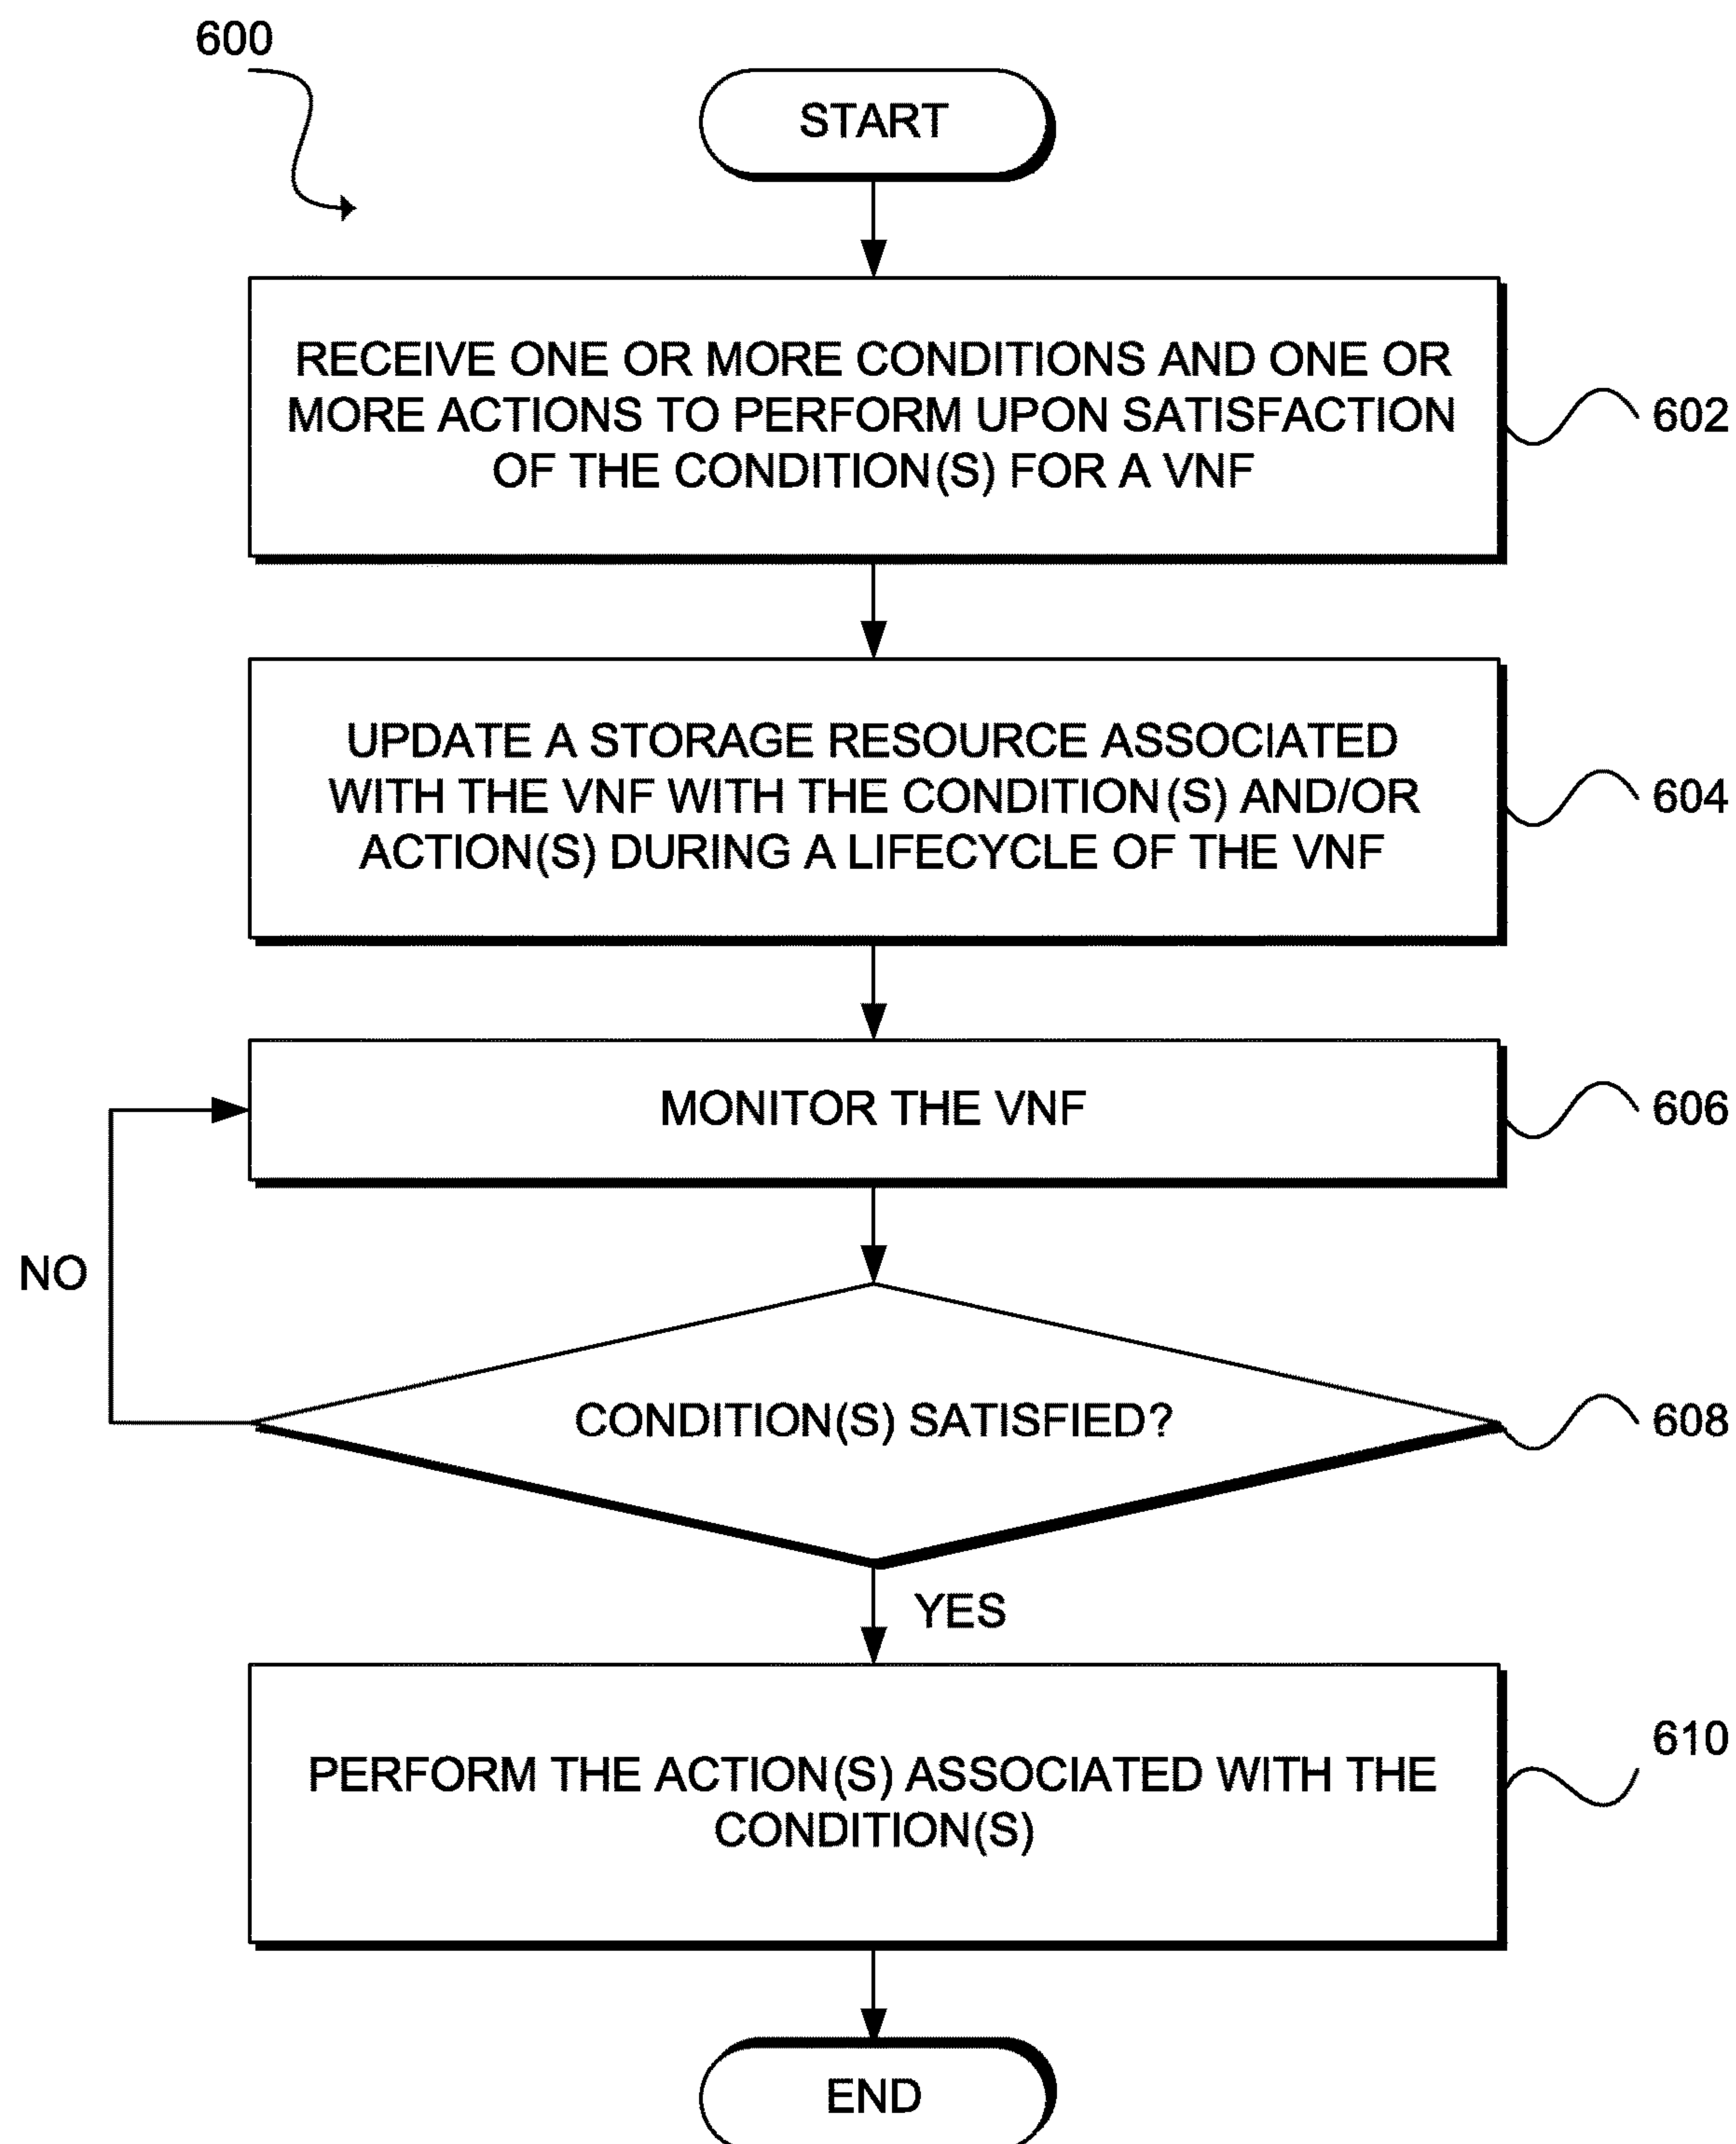 600
START
RECEIVE ONE OR MORE CONDITIONS AND ONE OR
MORE ACTIONS TO PERFORM UPON SATISFACTION
OF THE CONDITION(S) FOR A VNF
602
UPDATE A STORAGE RESOURCE ASSOCIATED
WITH THE VNF WITH THE CONDITION(S) AND/OR
ACTION(S) DURING A LIFECYCLE OF THE VNF
604
MONITOR THE VNF
606
NO
CONDITION(S) SATISFIED?
608
YES
PERFORM THE ACTION(S) ASSOCIATED WITH THE
CONDITION(S)
610
END